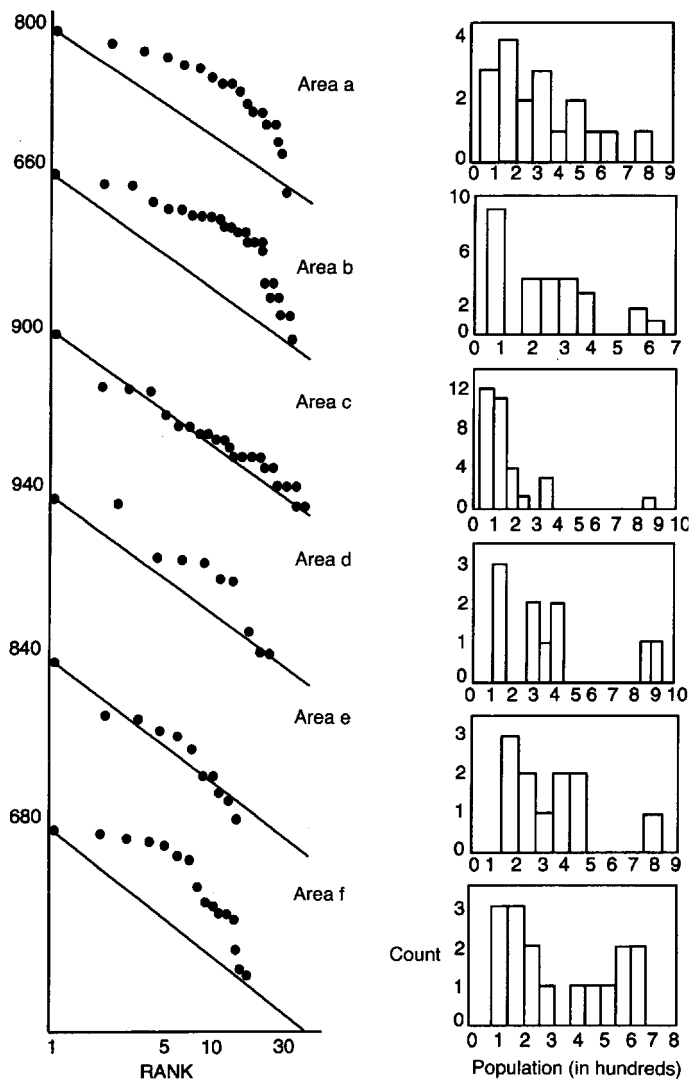 800
Area a
660
Area b
900
Area c
940
Area d
840
Area e
680
Area f
1 5 10 30
RANK
4
2
0
0 1 2 3 4 5 6 7 8 9
10
6
2
0
0 1 2 3 4 5 6 7
12
8
4
0
0 1 2 3 4 5 6 7 8 9 10
3
2
1
0
0 1 2 3 4 5 6 7 8 9 10
3
2
1
0
0 1 2 3 4 5 6 7 8 9
3
2
Count
1
0
0 1 2 3 4 5 6 7 8
Population (in hundreds)